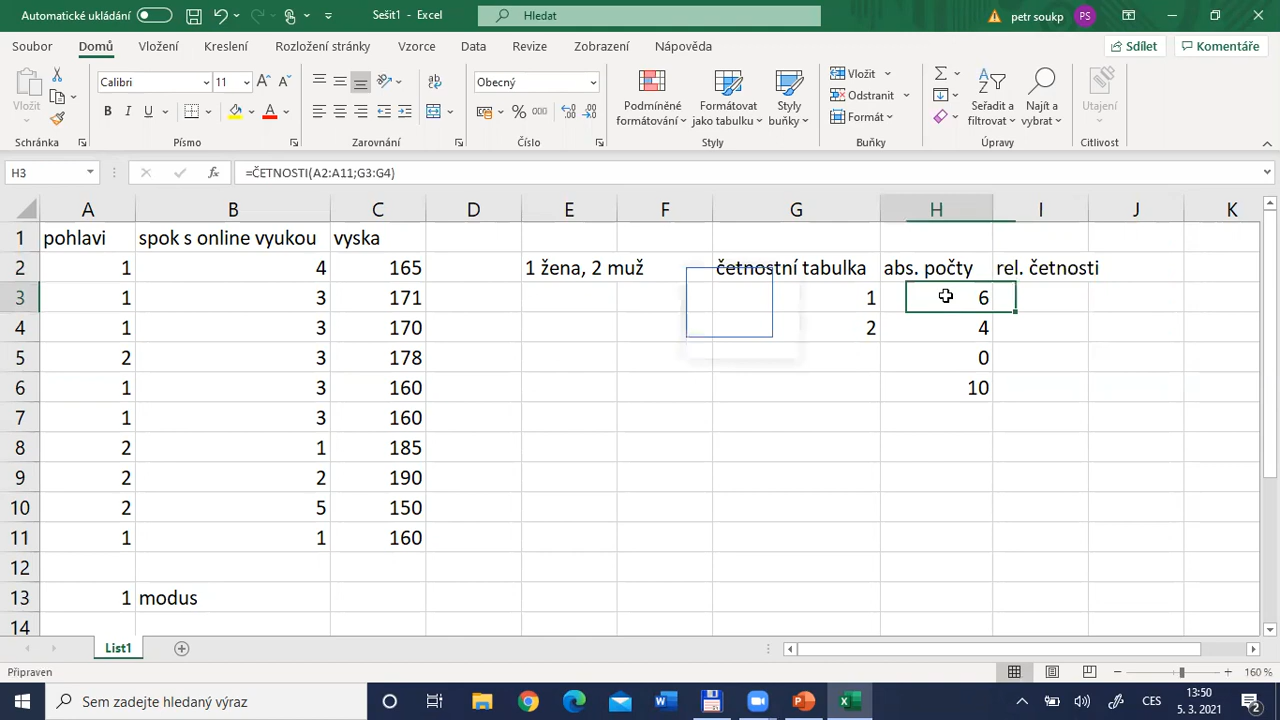 Automatické ukládání
Sešit1 - Excel
Hledat
petr soukp
PS
Soubor Domů Vložení Kreslení Rozložení stránky Vzorce Data Revize Zobrazení Nápověda
Sdílet
Komentáře
Vložit
Calibri 11
B I U
Obecný
% 000
Podmíněné formátování
Formátovat jako tabulku
Styly buňky
Vložit
Odstranit
Formát
Seřadit a filtrovat
Najít a vybrat
Utajení
Schránka Písmo Zarovnání Číslo Styly Buňky Úpravy Citlivost
H3
fx
=ČETNOSTI(A2:A11;G3:G4)
A B C D E F G H I J K
1 pohlavi spok s online vyukou vyska
2 1 4 165 1 žena, 2 muž četnostní tabulka abs. počty rel. četnosti
3 1 3 171 1 6
4 1 3 170 2 4
5 2 3 178 0
6 1 3 160 10
7 1 3 160
8 2 1 185
9 2 2 190
10 2 5 150
11 1 1 160
12
13 1 modus
14
List1
Připraven
160 %
Sem zadejte hledaný výraz
CES
13:50
5. 3. 2021
2